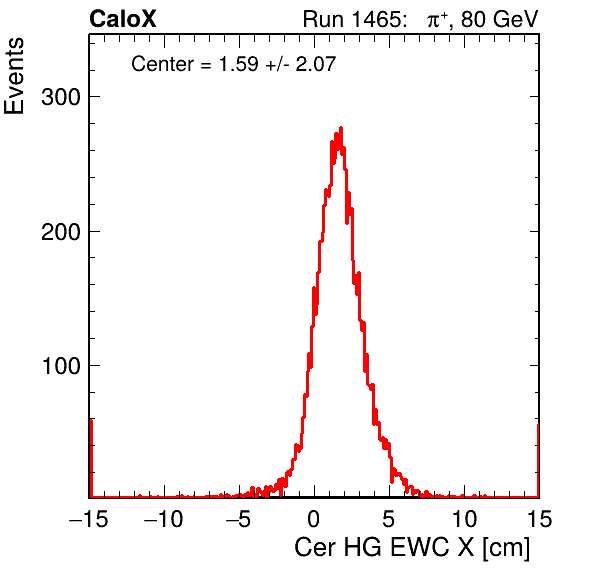 CaloX Run 1465: π⁺, 80 GeV
Events
Center = 1.59 +/- 2.07
300
200
100
−15 −10 −5 0 5 10 15
Cer HG EWC X [cm]